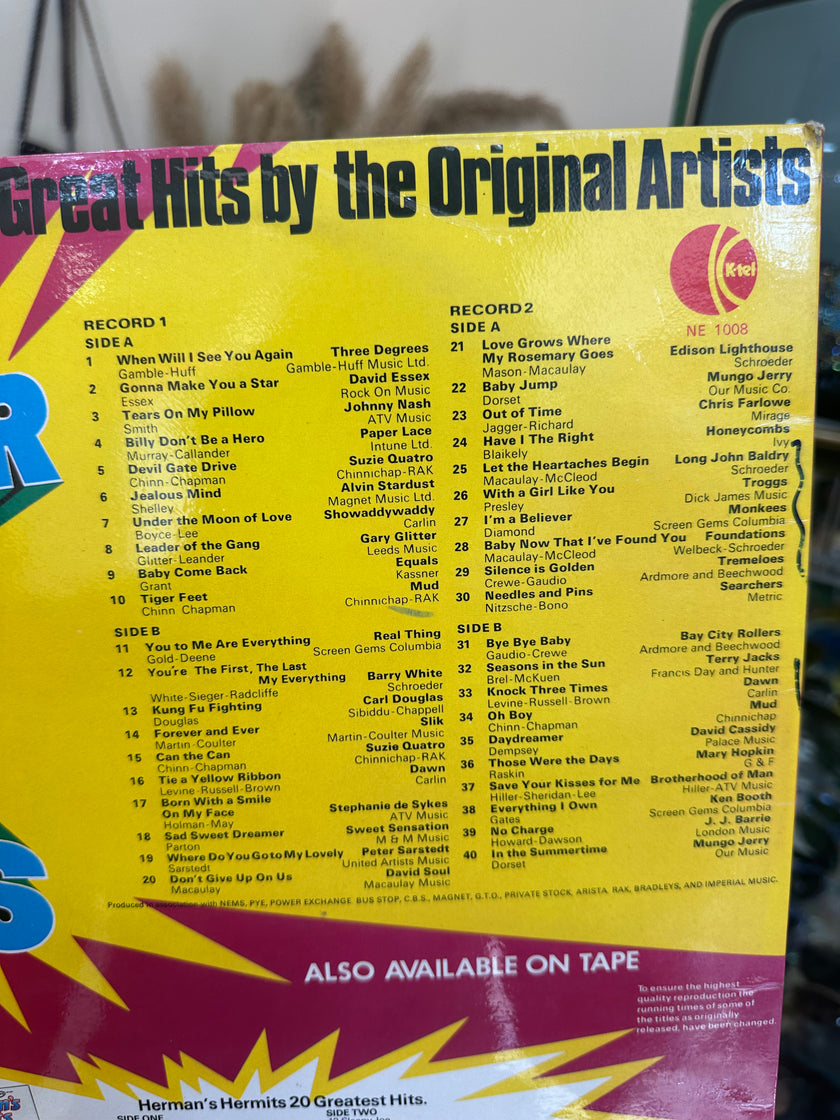 Great Hits by the Original Artists
K-tel
NE 1008
R
S
RECORD 1
SIDE A
1 When Will I See You Again Three Degrees
Gamble-Huff Gamble-Huff Music Ltd.
2 Gonna Make You a Star David Essex
Essex Rock On Music
3 Tears On My Pillow Johnny Nash
Smith ATV Music
4 Billy Don't Be a Hero Paper Lace
Murray-Callander Intune Ltd.
5 Devil Gate Drive Suzie Quatro
Chinn-Chapman Chinnichap-RAK
6 Jealous Mind Alvin Stardust
Shelley Magnet Music Ltd.
7 Under the Moon of Love Showaddywaddy
Boyce-Lee Carlin
8 Leader of the Gang Gary Glitter
Glitter-Leander Leeds Music
9 Baby Come Back Equals
Grant Kassner
10 Tiger Feet Mud
Chinn Chapman Chinnichap-RAK
SIDE B
11 You to Me Are Everything Real Thing
Gold-Deene Screen Gems Columbia
12 You're The First, The Last
My Everything Barry White
White-Sieger-Radcliffe Schroeder
13 Kung Fu Fighting Carl Douglas
Douglas Sibiddu-Chappell
14 Forever and Ever Slik
Martin-Coulter Martin-Coulter Music
15 Can the Can Suzie Quatro
Chinn-Chapman Chinnichap-RAK
16 Tie a Yellow Ribbon Dawn
Levine-Russell-Brown Carlin
17 Born With a Smile
On My Face Stephanie de Sykes
Holman-May ATV Music
18 Sad Sweet Dreamer Sweet Sensation
Parton M & M Music
19 Where Do You Goto My Lovely Peter Sarstedt
Sarstedt United Artists Music
20 Don't Give Up On Us David Soul
Macaulay Macaulay Music
RECORD 2
SIDE A
21 Love Grows Where
My Rosemary Goes Edison Lighthouse
Mason-Macaulay Schroeder
22 Baby Jump Mungo Jerry
Dorset Our Music Co.
23 Out of Time Chris Farlowe
Jagger-Richard Mirage
24 Have I The Right Honeycombs
Blaikely Ivy
25 Let the Heartaches Begin Long John Baldry
Macaulay-McCleod Schroeder
26 With a Girl Like You Troggs
Presley Dick James Music
27 I'm a Believer Monkees
Diamond Screen Gems Columbia
28 Baby Now That I've Found You Foundations
Macaulay-McCleod Welbeck-Schroeder
29 Silence is Golden Tremeloes
Crewe-Gaudio Ardmore and Beechwood
30 Needles and Pins Searchers
Nitzsche-Bono Metric
SIDE B
31 Bye Bye Baby Bay City Rollers
Gaudio-Crewe Ardmore and Beechwood
32 Seasons in the Sun Terry Jacks
Brel-McKuen Francis Day and Hunter
33 Knock Three Times Dawn
Levine-Russell-Brown Carlin
34 Oh Boy Mud
Chinn-Chapman Chinnichap
35 Daydreamer David Cassidy
Dempsey Palace Music
36 Those Were the Days Mary Hopkin
Raskin G & F
37 Save Your Kisses for Me Brotherhood of Man
Hiller-Sheridan-Lee Hiller-ATV Music
38 Everything I Own Ken Booth
Gates Screen Gems Columbia
39 No Charge J. J. Barrie
Howard-Dawson London Music
40 In the Summertime Mungo Jerry
Dorset Our Music
Produced in association with NEMS, PYE, POWER EXCHANGE BUS STOP, C.B.S., MAGNET, G.T.O., PRIVATE STOCK, ARISTA. RAK, BRADLEYS, AND IMPERIAL MUSIC.
ALSO AVAILABLE ON TAPE
To ensure the highest
quality reproduction the
running times of some of
the titles as originally
released, have been changed.
Herman's Hermits 20 Greatest Hits.
SIDE ONE SIDE TWO